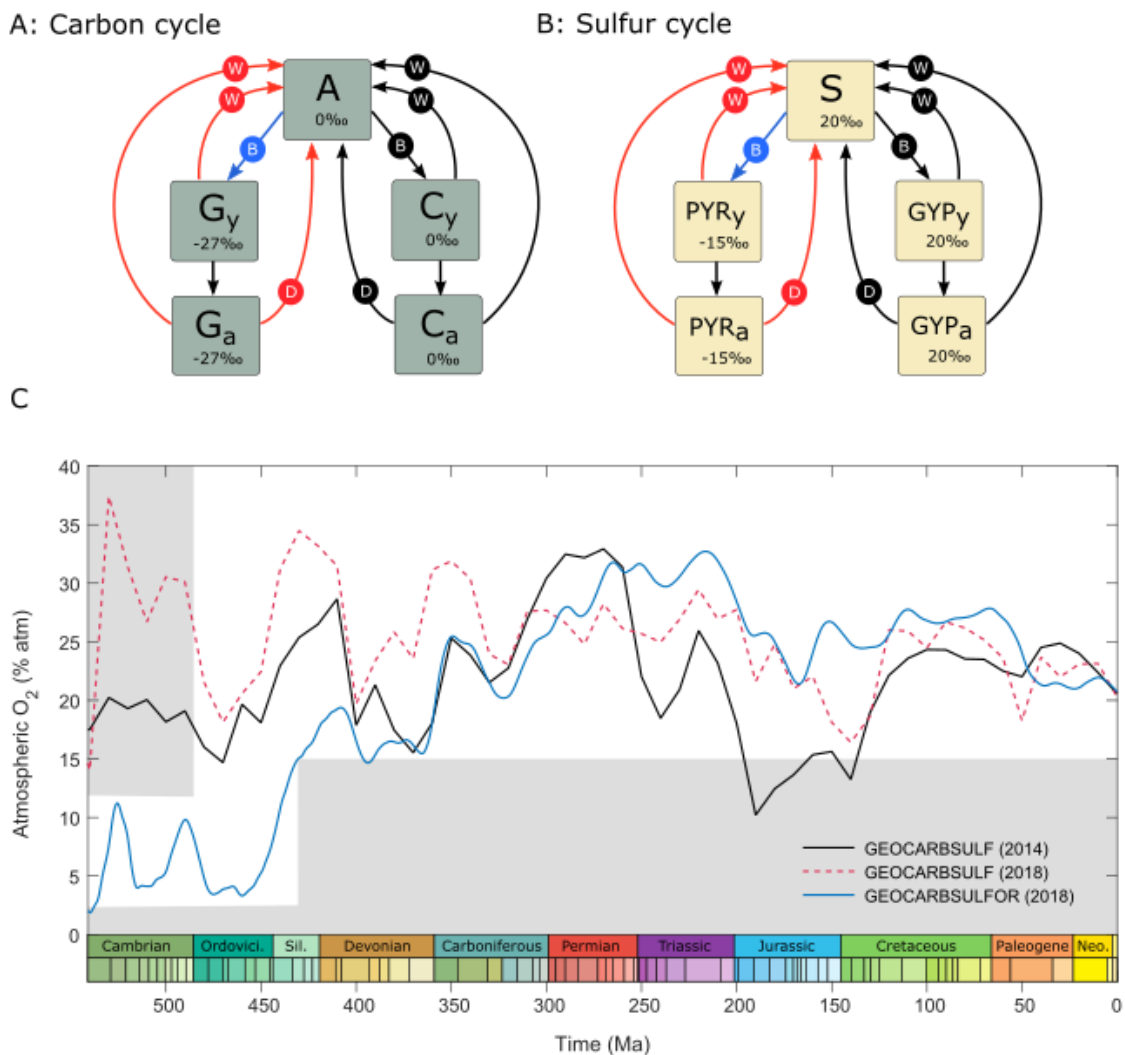 A: Carbon cycle
B: Sulfur cycle
W W
W W
A
0‰
B B
Gy Cy
-27‰ 0‰
D D
Ga Ca
-27‰ 0‰
W W
W W
S
20‰
B B
PYRy GYPy
-15‰ 20‰
D D
PYRa GYPa
-15‰ 20‰
C
Atmospheric O2 (% atm)
40
35
30
25
20
15
10
5
0
GEOCARBSULF (2014)
GEOCARBSULF (2018)
GEOCARBSULFOR (2018)
Cambrian Ordovici. Sil. Devonian Carboniferous Permian Triassic Jurassic Cretaceous Paleogene Neo.
500 450 400 350 300 250 200 150 100 50 0
Time (Ma)